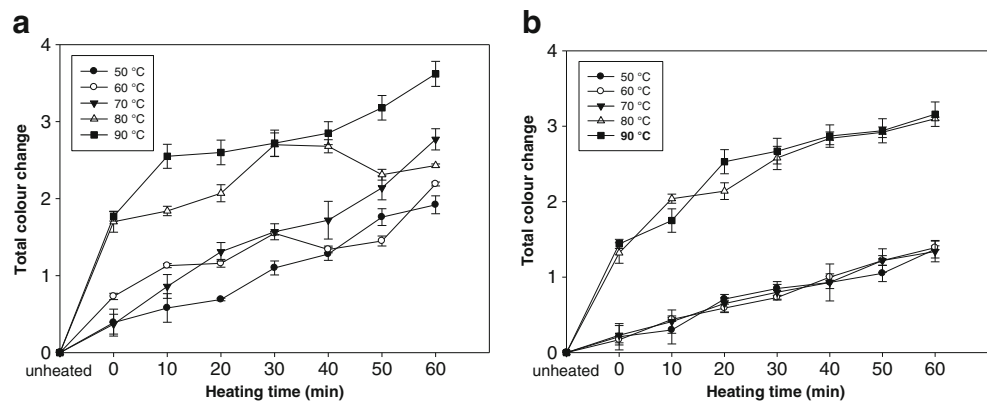 a
4
3
2
1
0
Total colour change
50 °C
60 °C
70 °C
80 °C
90 °C
unheated 0 10 20 30 40 50 60
Heating time (min)
b
4
3
2
1
0
Total colour change
50 °C
60 °C
70 °C
80 °C
90 °C
unheated 0 10 20 30 40 50 60
Heating time (min)